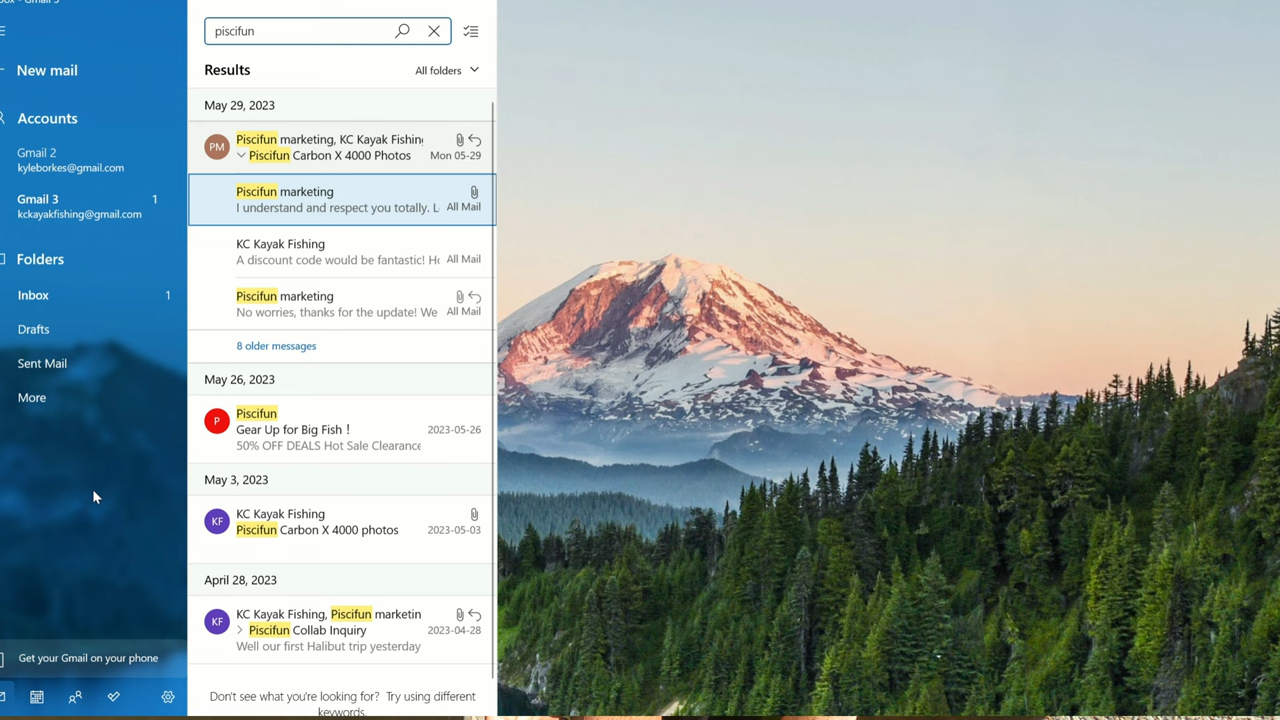 - Gmail 3
piscifun
New mail
Results
All folders
May 29, 2023
Accounts
PM
Piscifun marketing, KC Kayak Fishing
Piscifun Carbon X 4000 Photos
Mon 05-29
Gmail 2
kyleborkes@gmail.com
Gmail 3
1
kckayakfishing@gmail.com
Piscifun marketing
I understand and respect you totally. L
All Mail
KC Kayak Fishing
A discount code would be fantastic! Ho
All Mail
Folders
Inbox
1
Piscifun marketing
No worries, thanks for the update! We
All Mail
Drafts
8 older messages
Sent Mail
May 26, 2023
More
P
Piscifun
Gear Up for Big Fish !
2023-05-26
50% OFF DEALS Hot Sale Clearance
May 3, 2023
KF
KC Kayak Fishing
Piscifun Carbon X 4000 photos
2023-05-03
April 28, 2023
KF
KC Kayak Fishing, Piscifun marketin
Piscifun Collab Inquiry
2023-04-28
Well our first Halibut trip yesterday
Get your Gmail on your phone
Don't see what you're looking for? Try using different
keywords.